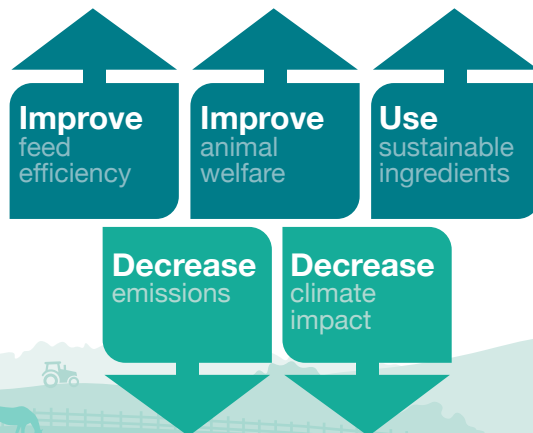 Improve
feed
efficiency
Improve
animal
welfare
Use
sustainable
ingredients
Decrease
emissions
Decrease
climate
impact